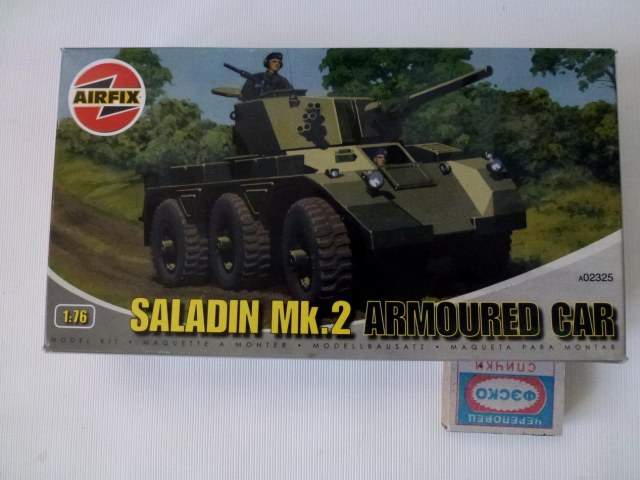 AIRFIX
A02325
1:76
SALADIN Mk.2 ARMOURED CAR
MODEL KIT • MAQUETTE A MONTER • MODELLBAUSATZ • MAQUETA PARA MONTAR
СПИЧКИ
ФЭСКО
ЧЕРЕПОВЕЦ